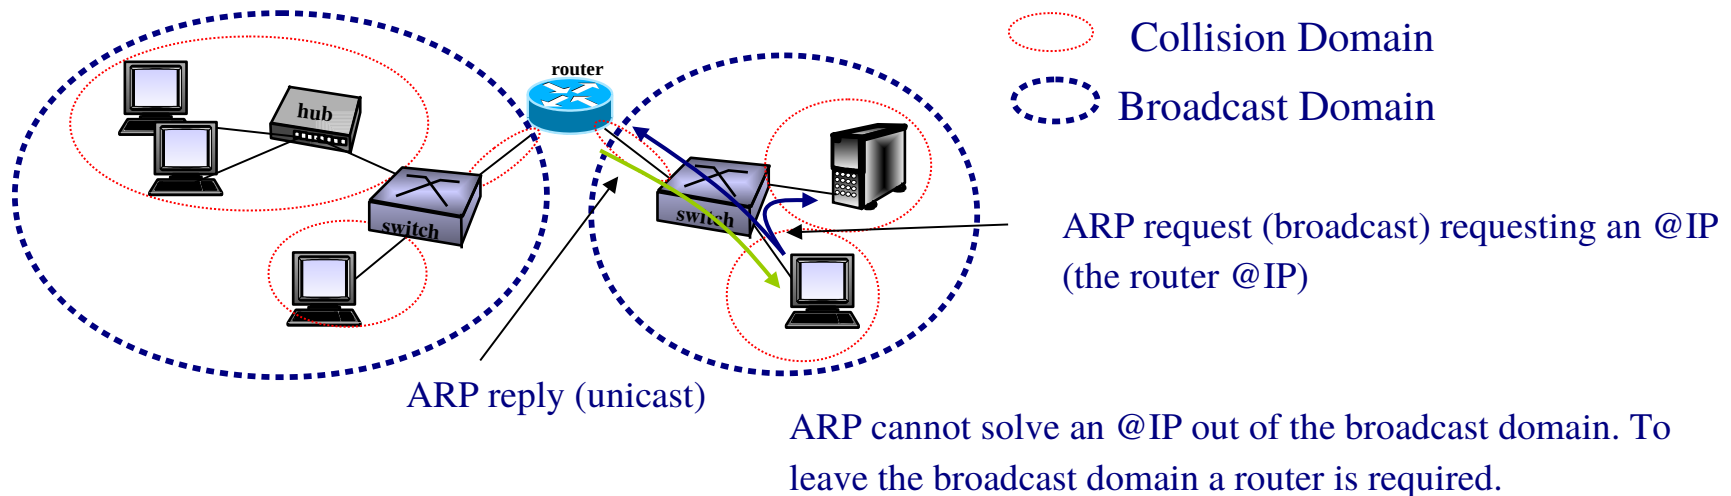 Collision Domain
Broadcast Domain
router
hub
switch
switch
ARP request (broadcast) requesting an @IP
(the router @IP)
ARP reply (unicast)
ARP cannot solve an @IP out of the broadcast domain. To
leave the broadcast domain a router is required.